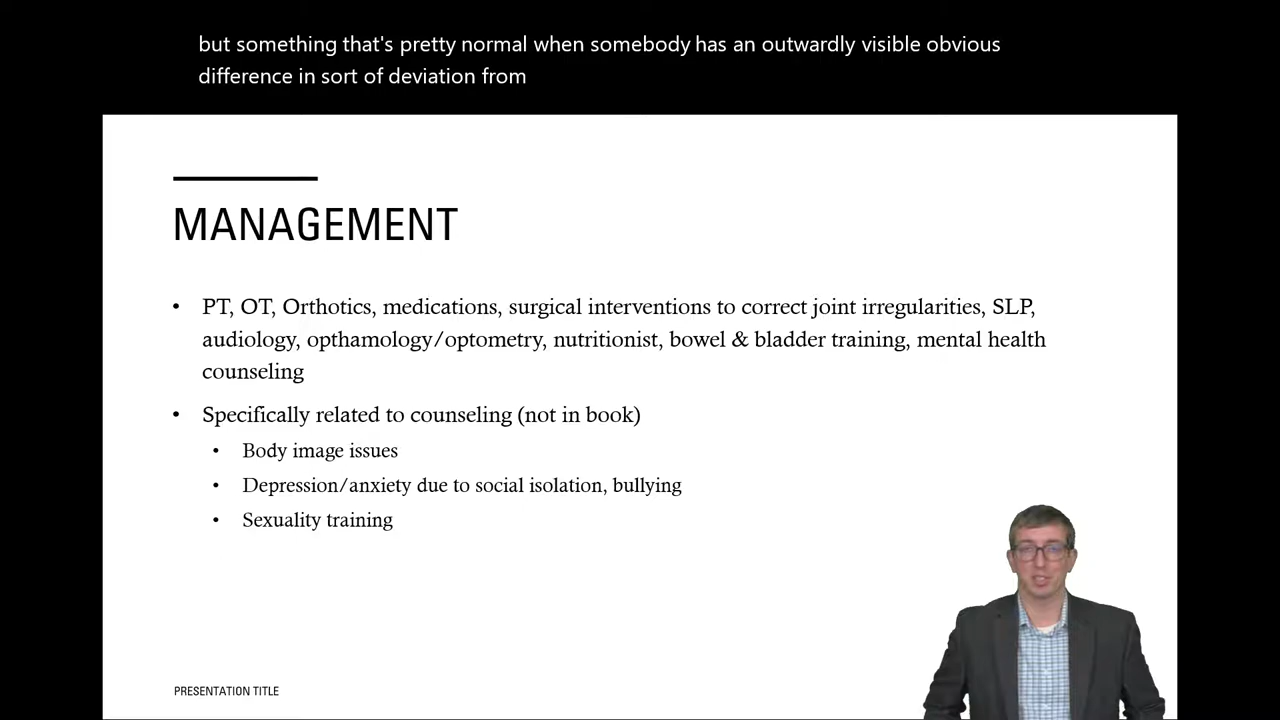 but something that's pretty normal when somebody has an outwardly visible obvious
difference in sort of deviation from
MANAGEMENT
• PT, OT, Orthotics, medications, surgical interventions to correct joint irregularities, SLP,
audiology, opthamology/optometry, nutritionist, bowel & bladder training, mental health
counseling
• Specifically related to counseling (not in book)
• Body image issues
• Depression/anxiety due to social isolation, bullying
• Sexuality training
PRESENTATION TITLE